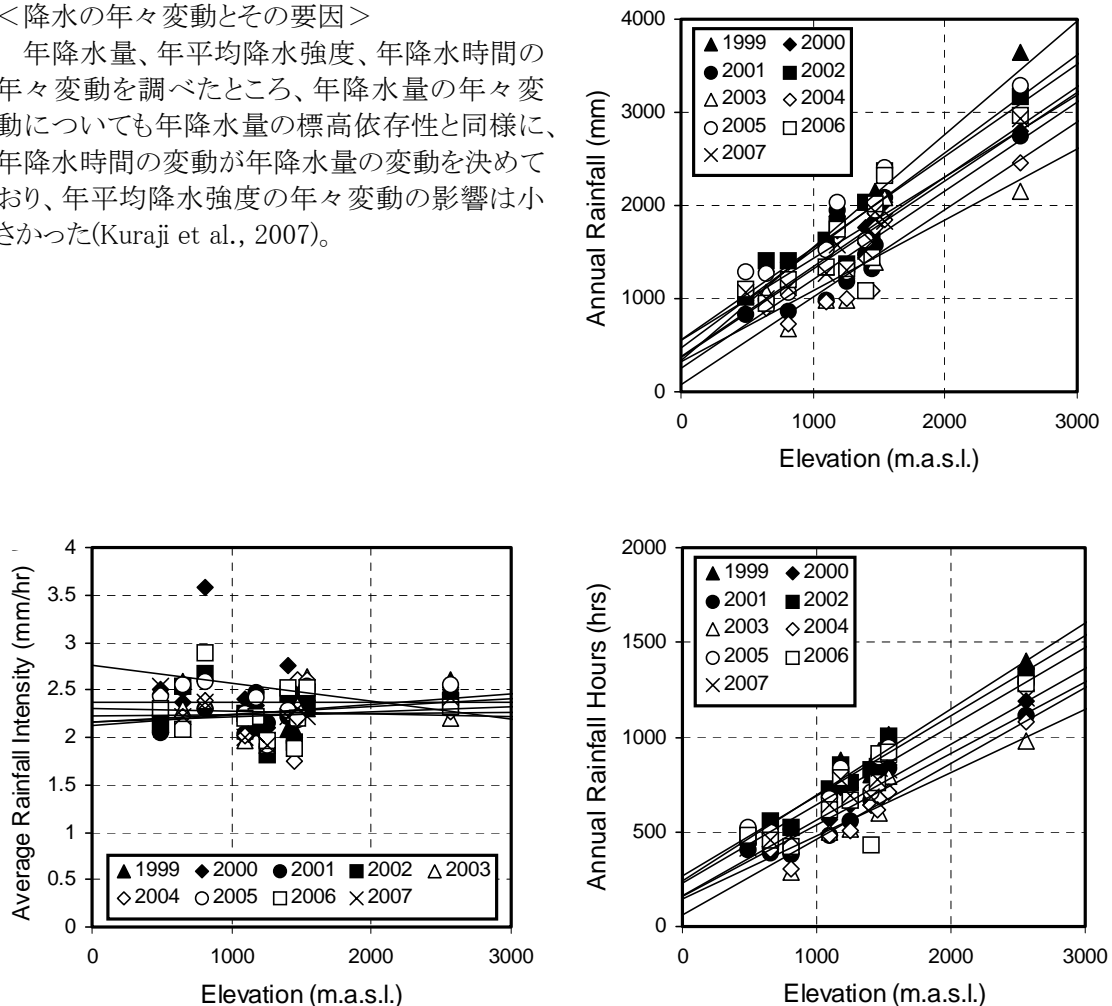 ＜降水の年々変動とその要因＞
年降水量、年平均降水強度、年降水時間の
年々変動を調べたところ、年降水量の年々変
動についても年降水量の標高依存性と同様に、
年降水時間の変動が年降水量の変動を決めて
おり、年平均降水強度の年々変動の影響は小
さかった(Kuraji et al., 2007)。
4000
3000
2000
1000
0
Annual Rainfall (mm)
1999 2000
2001 2002
2003 2004
2005 2006
2007
0 1000 2000 3000
Elevation (m.a.s.l.)
4
3.5
3
2.5
2
1.5
1
0.5
0
Average Rainfall Intensity (mm/hr)
1999 2000 2001 2002 2003
2004 2005 2006 2007
0 1000 2000 3000
Elevation (m.a.s.l.)
2000
1500
1000
500
0
Annual Rainfall Hours (hrs)
1999 2000
2001 2002
2003 2004
2005 2006
2007
0 1000 2000 3000
Elevation (m.a.s.l.)